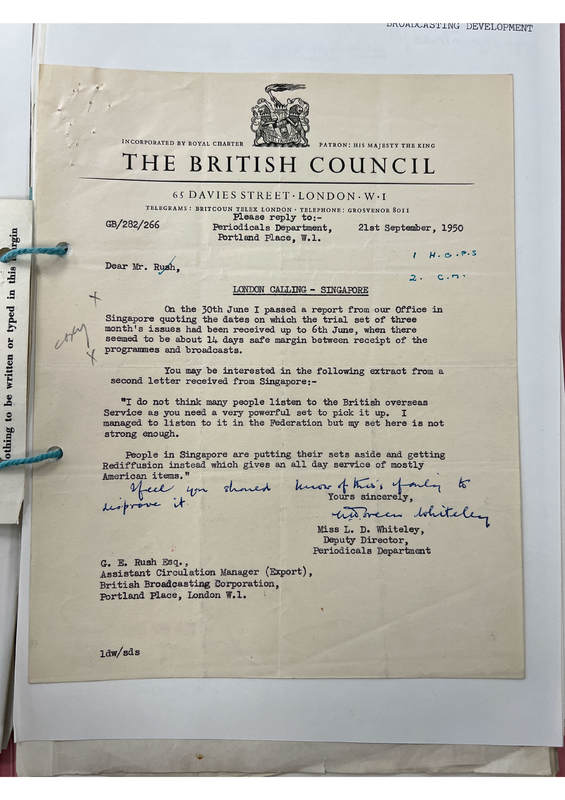 BROADCASTING DEVELOPMENT
INCORPORATED BY ROYAL CHARTER PATRON: HIS MAJESTY THE KING
THE BRITISH COUNCIL
65 DAVIES STREET · LONDON · W · 1
TELEGRAMS: BRITCOUN TELEX LONDON · TELEPHONE: GROSVENOR 8011
Please reply to:-
GB/282/266 Periodicals Department, 21st September, 1950
Portland Place, W.1.
1 H.O.P.S
Dear Mr. Rush,
2. C.M.
LONDON CALLING - SINGAPORE
On the 30th June I passed a report from our Office in
Singapore quoting the dates on which the trial set of three
month's issues had been received up to 6th June, when there
seemed to be about 14 days safe margin between receipt of the
programmes and broadcasts.
copy
You may be interested in the following extract from a
second letter received from Singapore:-
"I do not think many people listen to the British overseas
Service as you need a very powerful set to pick it up. I
managed to listen to it in the Federation but my set here is
not strong enough.
People in Singapore are putting their sets aside and getting
Rediffusion instead which gives an all day service of mostly
American items."
I feel you should know of this if only to
disprove it
Yours sincerely,
Whiteley
Miss L. D. Whiteley,
Deputy Director,
Periodicals Department
G. E. Rush Esq.,
Assistant Circulation Manager (Export),
British Broadcasting Corporation,
Portland Place, London W.1.
ldw/sds
othing to be written or typed in this margin